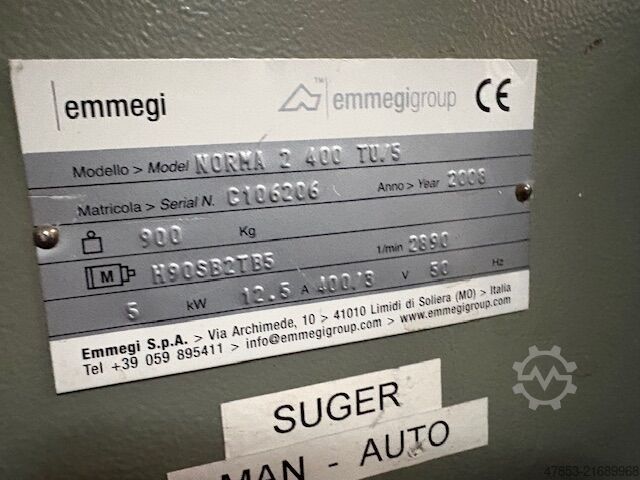 emmegi
™ emmegigroup CE
Modello > Model NORMA 2 400 TU/5
Matricola > Serial N. C106206 Anno > Year 2008
900 Kg
M H90SB2TB5 1/min 2890
5 kW 12.5 A 400/3 V 50 Hz
Emmegi S.p.A. > Via Archimede, 10 > 41010 Limidi di Soliera (MO) > Italia
Tel +39 059 895411 > info@emmegigroup.com > www.emmegigroup.com
SUGER
MAN - AUTO
47853-21689968